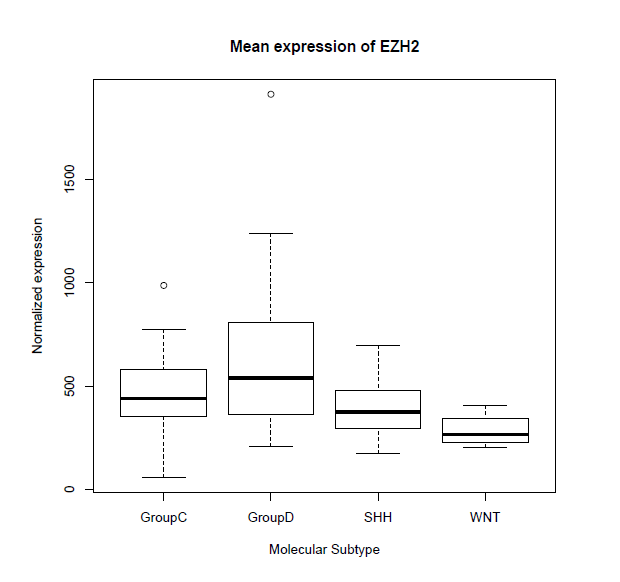 Mean expression of EZH2
Normalized expression
1500
1000
500
0
GroupC GroupD SHH WNT
Molecular Subtype